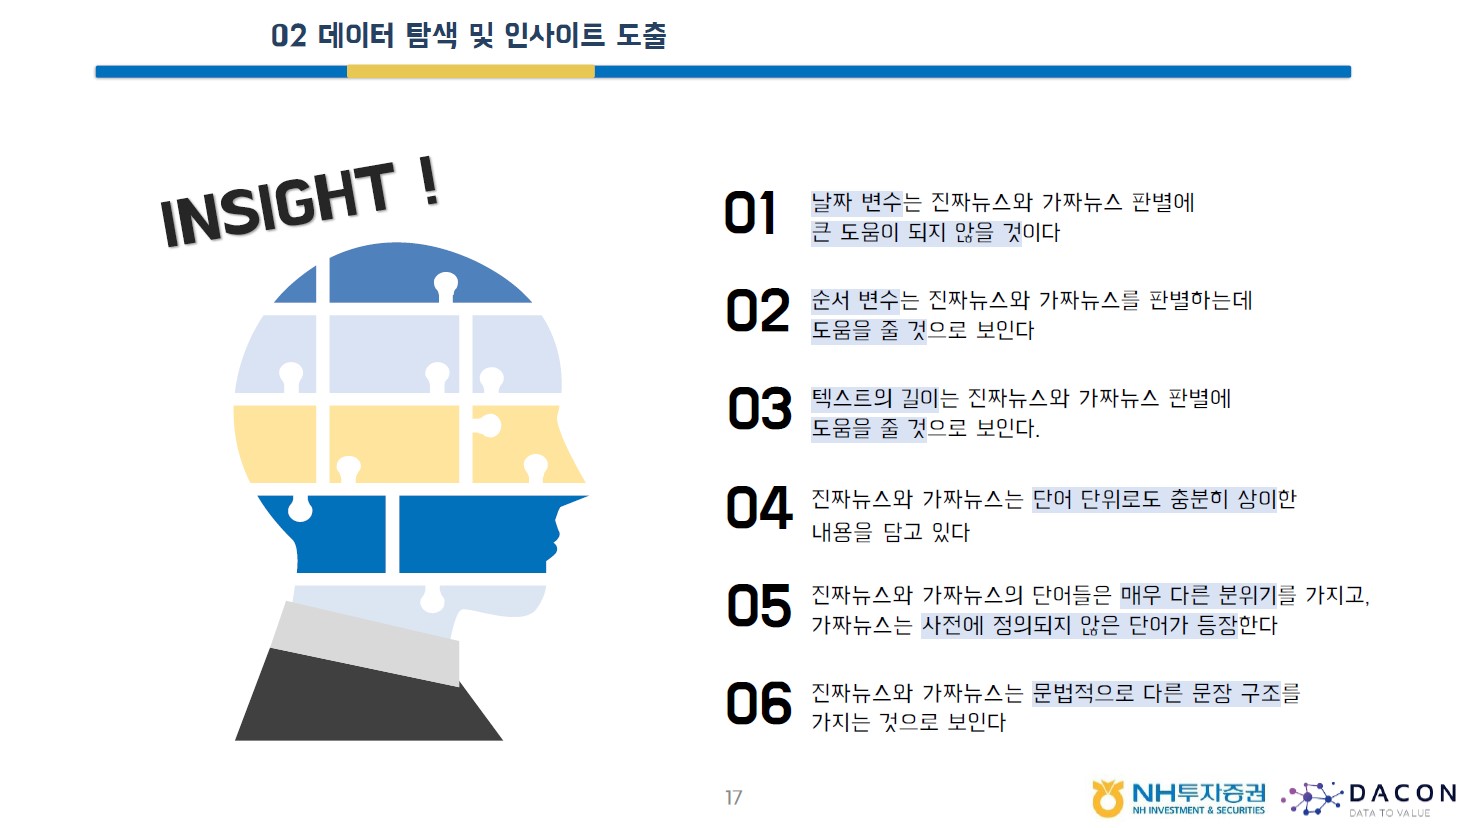 02 데이터 탐색 및 인사이트 도출
INSIGHT !
01 날짜 변수는 진짜뉴스와 가짜뉴스 판별에
큰 도움이 되지 않을 것이다
02 순서 변수는 진짜뉴스와 가짜뉴스를 판별하는데
도움을 줄 것으로 보인다
03 텍스트의 길이는 진짜뉴스와 가짜뉴스 판별에
도움을 줄 것으로 보인다.
04 진짜뉴스와 가짜뉴스는 단어 단위로도 충분히 상이한
내용을 담고 있다
05 진짜뉴스와 가짜뉴스의 단어들은 매우 다른 분위기를 가지고,
가짜뉴스는 사전에 정의되지 않은 단어가 등장한다
06 진짜뉴스와 가짜뉴스는 문법적으로 다른 문장 구조를
가지는 것으로 보인다
17
NH투자증권
NH INVESTMENT & SECURITIES
DACON
DATA TO VALUE